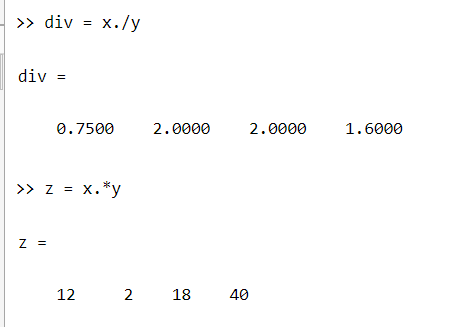 >> div = x./y
div =
0.7500 2.0000 2.0000 1.6000
>> z = x.*y
z =
12 2 18 40